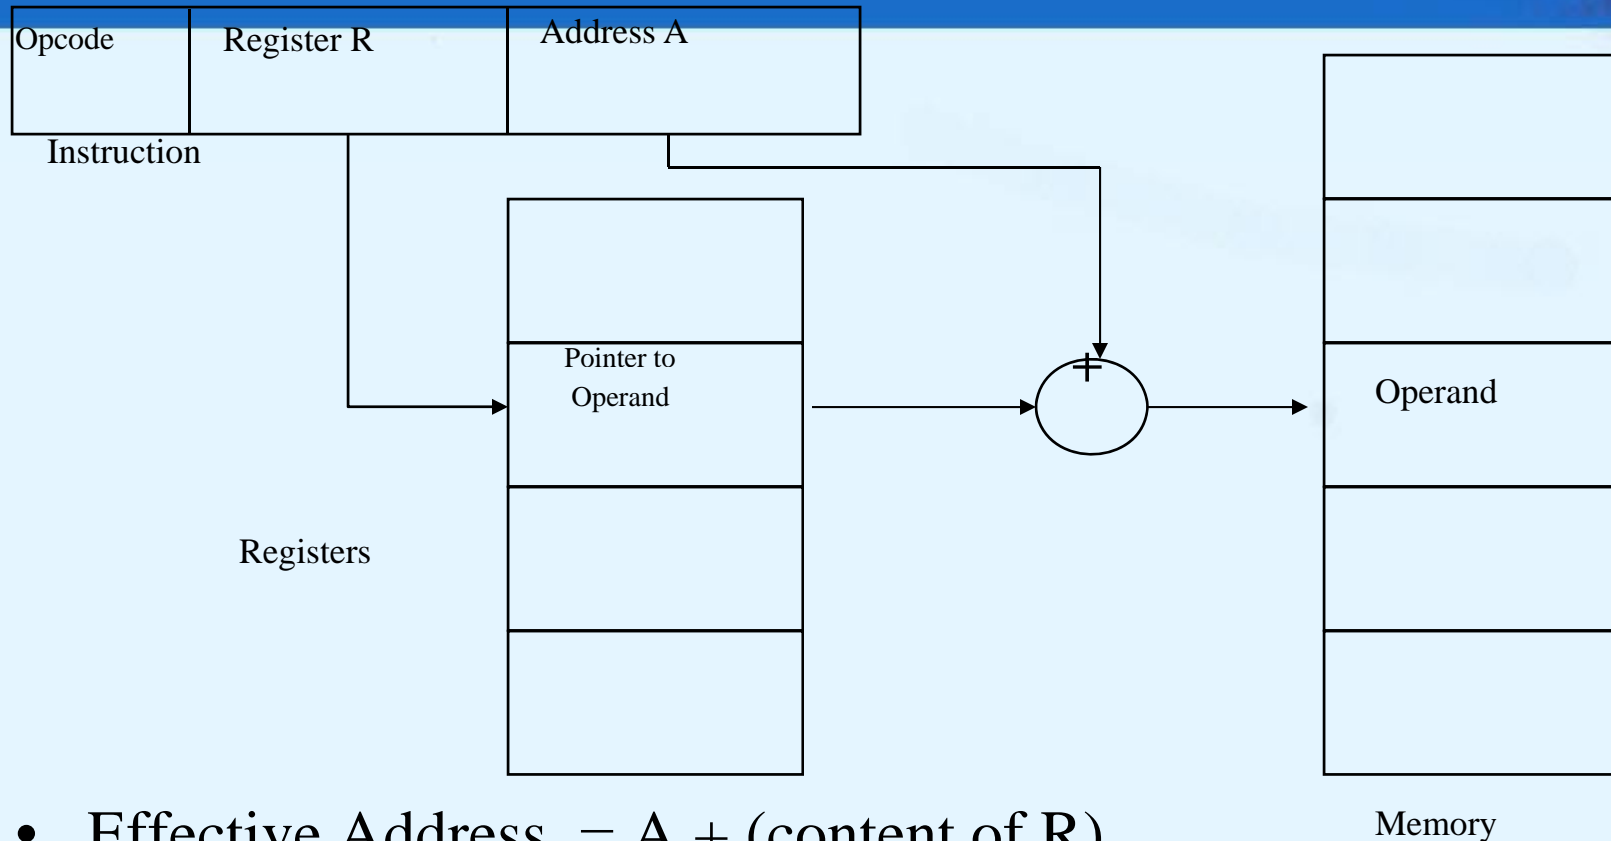 Opcode
Register R
Address A
Instruction
Pointer to
Operand
+
Operand
Registers
Memory
• Effective Address = A + (content of R)